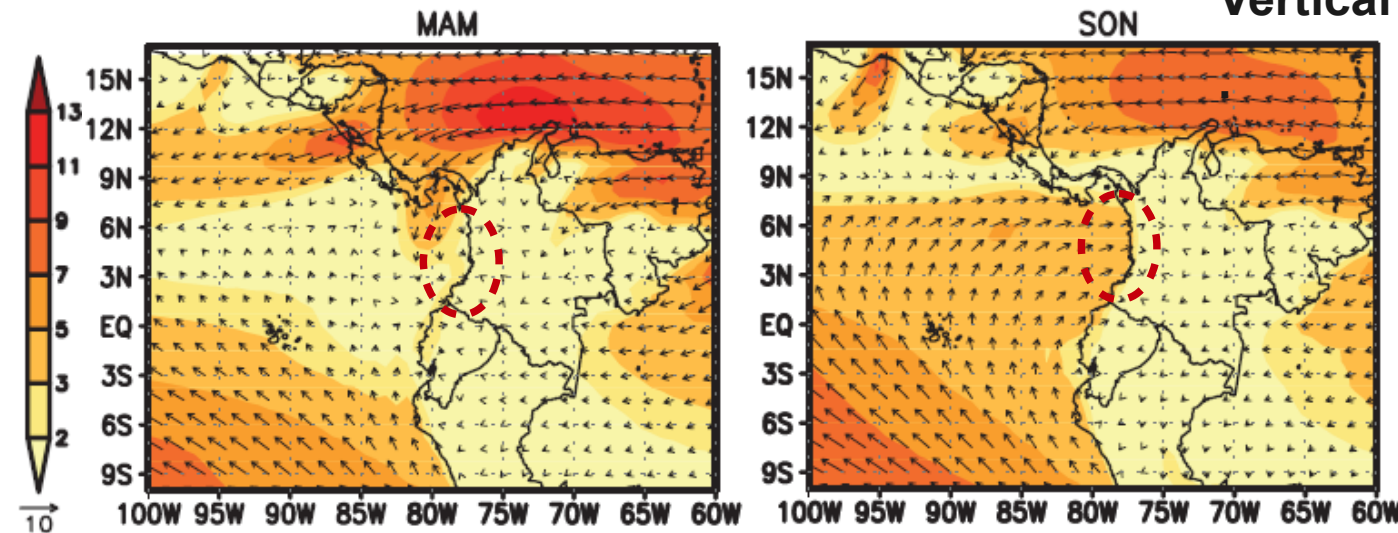 Vertical
MAM
SON
13
11
9
7
5
3
2
10
15N
12N
9N
6N
3N
EQ
3S
6S
9S
100W 95W 90W 85W 80W 75W 70W 65W 60W
15N
12N
9N
6N
3N
EQ
3S
6S
9S
100W 95W 90W 85W 80W 75W 70W 65W 60W